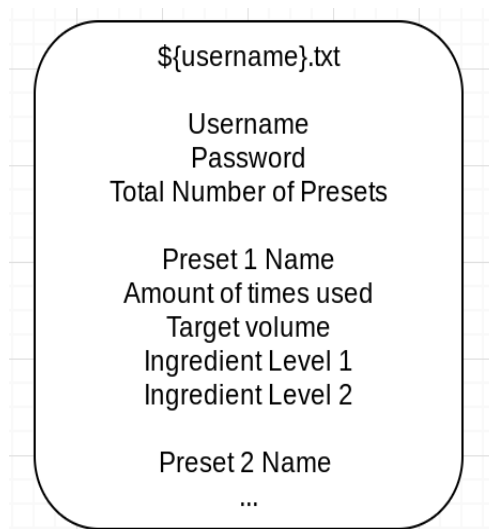 ${username}.txt
Username
Password
Total Number of Presets
Preset 1 Name
Amount of times used
Target volume
Ingredient Level 1
Ingredient Level 2
Preset 2 Name
...